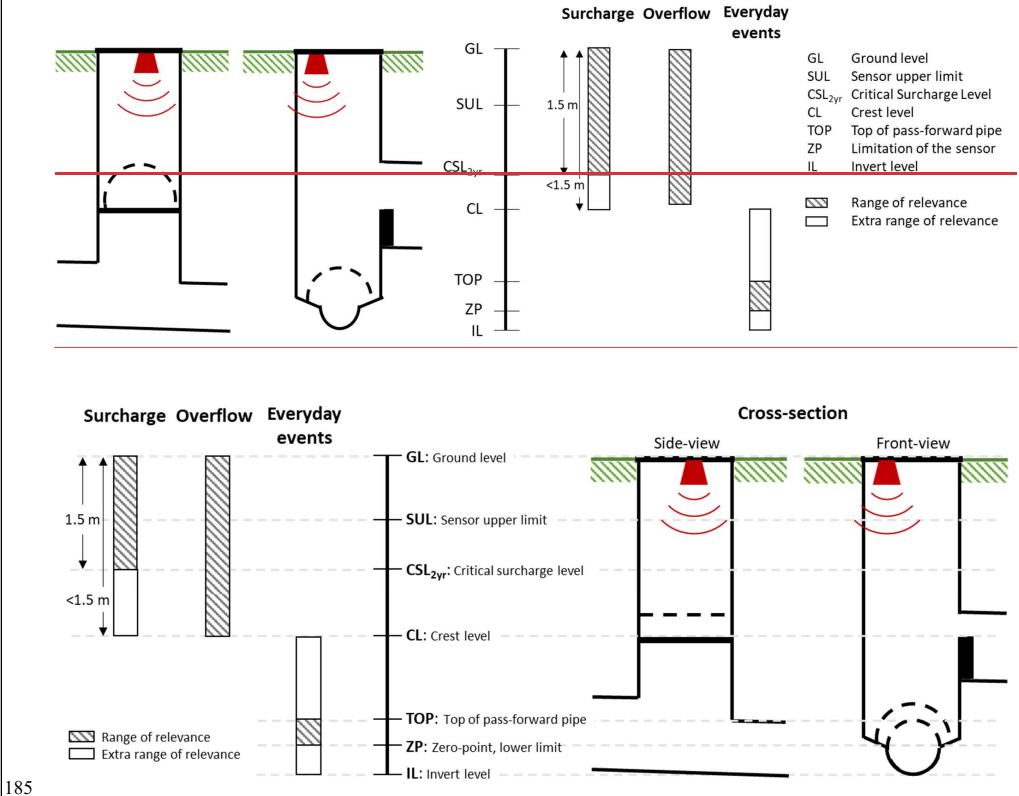 Surcharge Overflow Everyday
events
GL
SUL
CSL2yr
CL
TOP
ZP
IL
1.5 m
<1.5 m
GL Ground level
SUL Sensor upper limit
CSL2yr Critical Surcharge Level
CL Crest level
TOP Top of pass-forward pipe
ZP Limitation of the sensor
IL Invert level
Range of relevance
Extra range of relevance
Surcharge Overflow Everyday
events
Cross-section
Side-view Front-view
1.5 m
<1.5 m
GL: Ground level
SUL: Sensor upper limit
CSL2yr: Critical surcharge level
CL: Crest level
TOP: Top of pass-forward pipe
ZP: Zero-point, lower limit
IL: Invert level
Range of relevance
Extra range of relevance
185